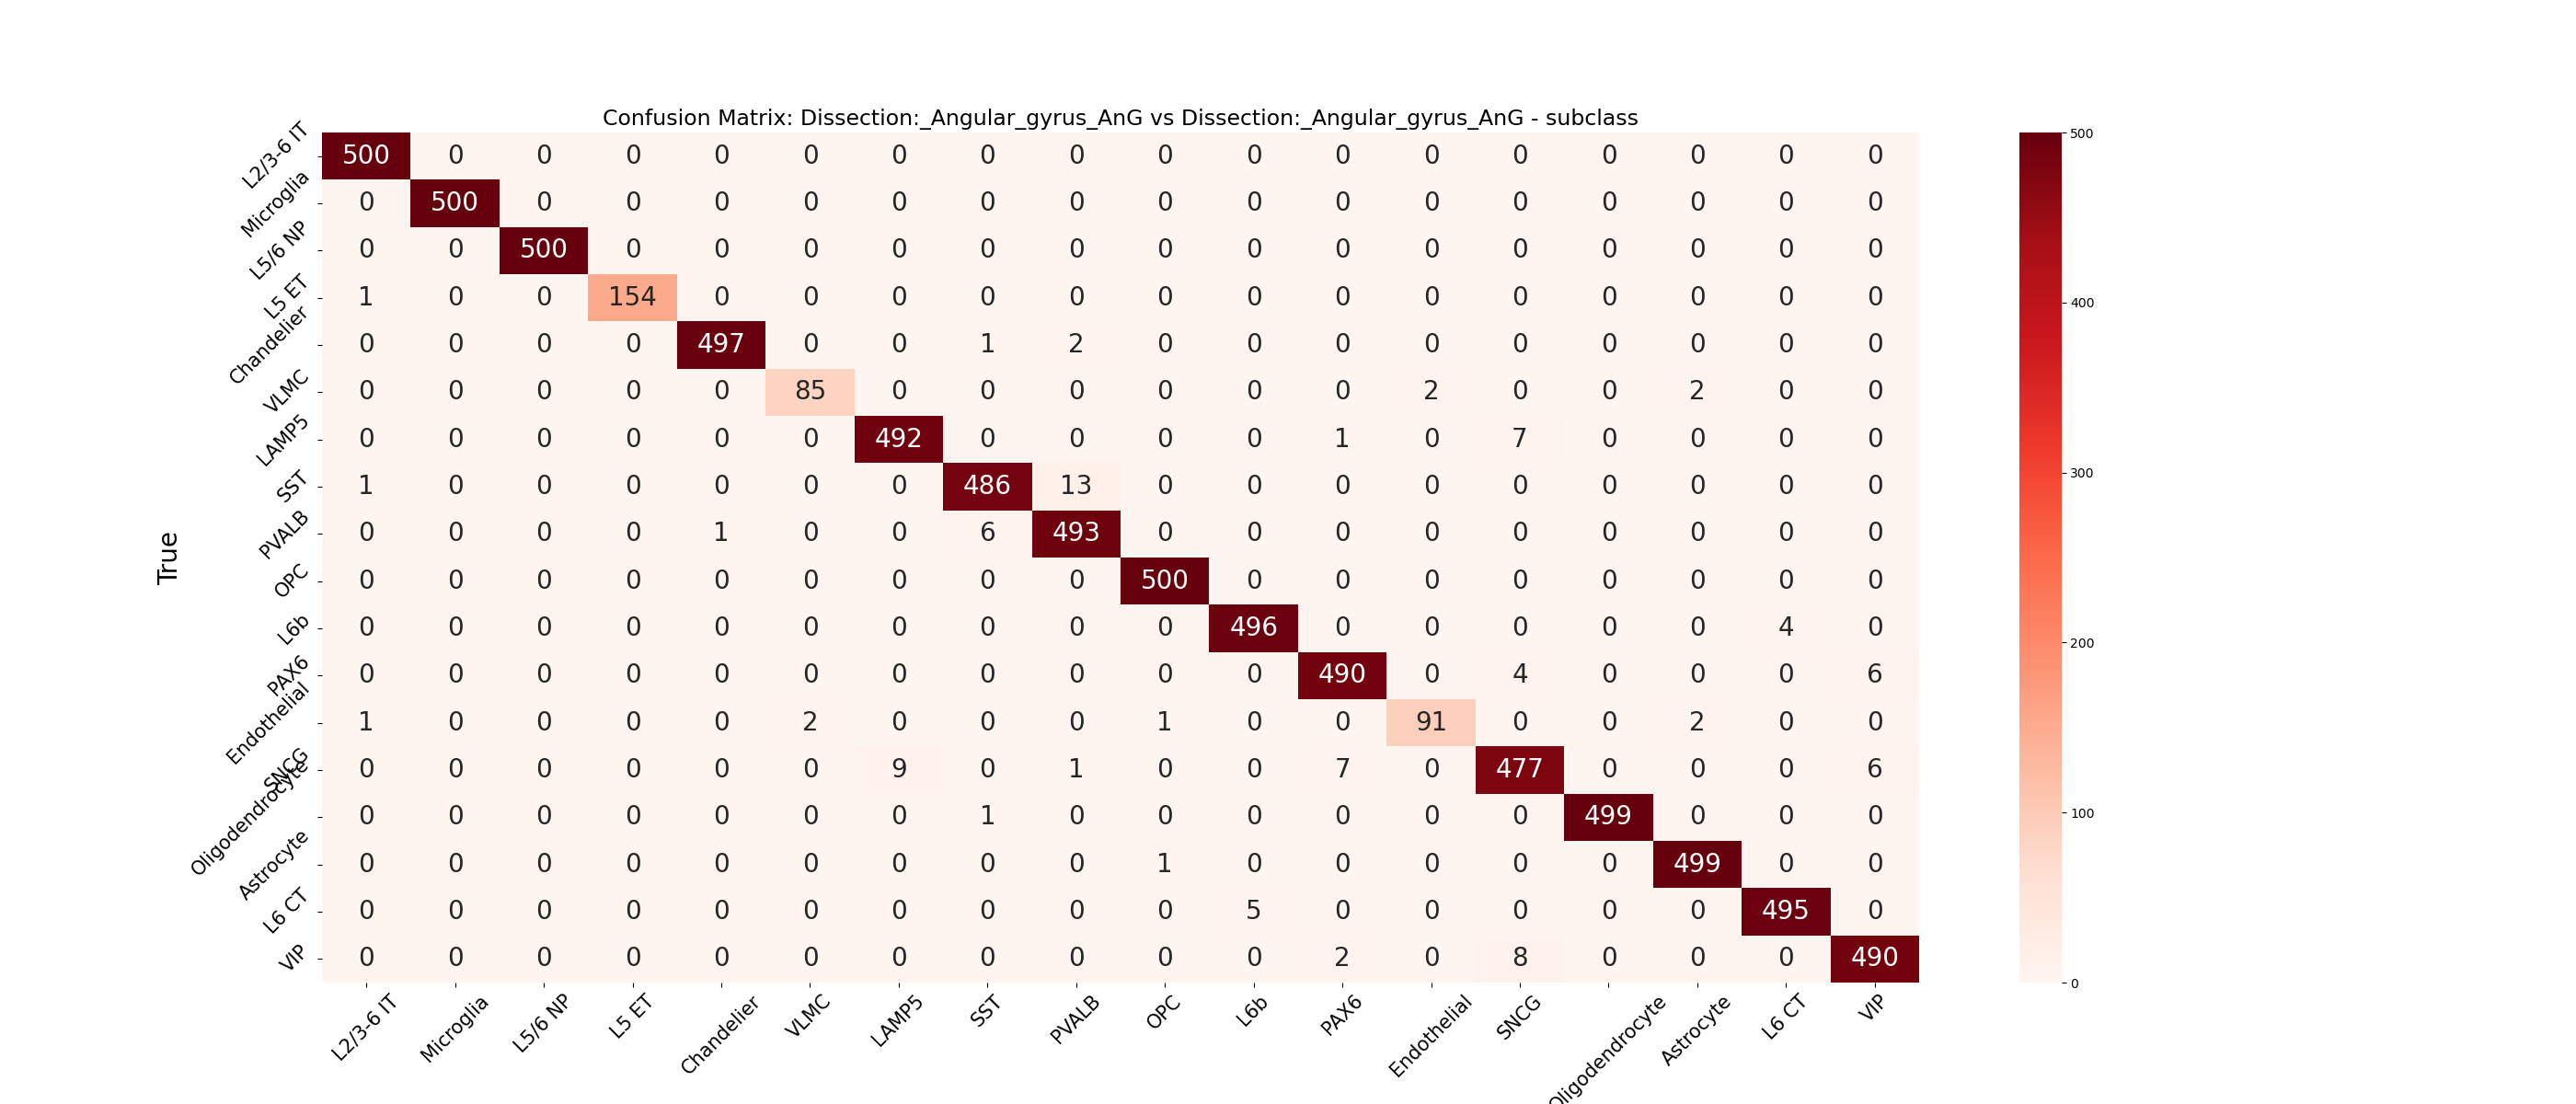 Confusion Matrix: Dissection:_Angular_gyrus_AnG vs Dissection:_Angular_gyrus_AnG - subclass
True
L2/3-6 IT 500 0 0 0 0 0 0 0 0 0 0 0 0 0 0 0 0 0
Microglia 0 500 0 0 0 0 0 0 0 0 0 0 0 0 0 0 0 0
L5/6 NP 0 0 500 0 0 0 0 0 0 0 0 0 0 0 0 0 0 0
L5 ET 1 0 0 154 0 0 0 0 0 0 0 0 0 0 0 0 0 0
Chandelier 0 0 0 0 497 0 0 1 2 0 0 0 0 0 0 0 0 0
VLMC 0 0 0 0 0 85 0 0 0 0 0 0 2 0 0 2 0 0
LAMP5 0 0 0 0 0 0 492 0 0 0 0 1 0 7 0 0 0 0
SST 1 0 0 0 0 0 0 486 13 0 0 0 0 0 0 0 0 0
PVALB 0 0 0 0 1 0 0 6 493 0 0 0 0 0 0 0 0 0
OPC 0 0 0 0 0 0 0 0 0 500 0 0 0 0 0 0 0 0
L6b 0 0 0 0 0 0 0 0 0 0 496 0 0 0 0 0 4 0
PAX6 0 0 0 0 0 0 0 0 0 0 0 490 0 4 0 0 0 6
Endothelial 1 0 0 0 0 2 0 0 0 1 0 0 91 0 0 2 0 0
SNCG 0 0 0 0 0 0 9 0 1 0 0 7 0 477 0 0 0 6
Oligodendrocyte 0 0 0 0 0 0 0 1 0 0 0 0 0 0 499 0 0 0
Astrocyte 0 0 0 0 0 0 0 0 0 1 0 0 0 0 0 499 0 0
L6 CT 0 0 0 0 0 0 0 0 0 0 5 0 0 0 0 0 495 0
VIP 0 0 0 0 0 0 0 0 0 0 0 2 0 8 0 0 0 490
L2/3-6 IT Microglia L5/6 NP L5 ET Chandelier VLMC LAMP5 SST PVALB OPC L6b PAX6 Endothelial SNCG Oligodendrocyte Astrocyte L6 CT VIP
500
400
300
200
100
0